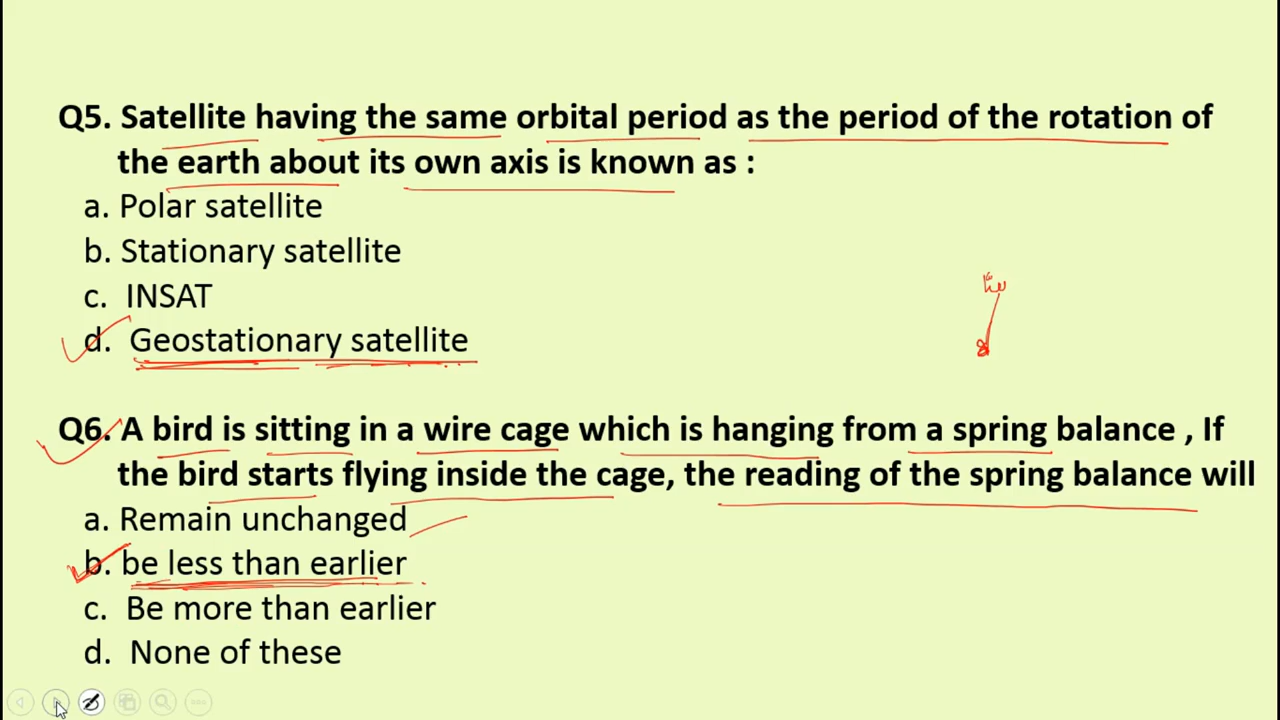 Q5. Satellite having the same orbital period as the period of the rotation of
the earth about its own axis is known as :
a. Polar satellite
b. Stationary satellite
c. INSAT
d. Geostationary satellite
Q6. A bird is sitting in a wire cage which is hanging from a spring balance , If
the bird starts flying inside the cage, the reading of the spring balance will
a. Remain unchanged
b. be less than earlier
c. Be more than earlier
d. None of these